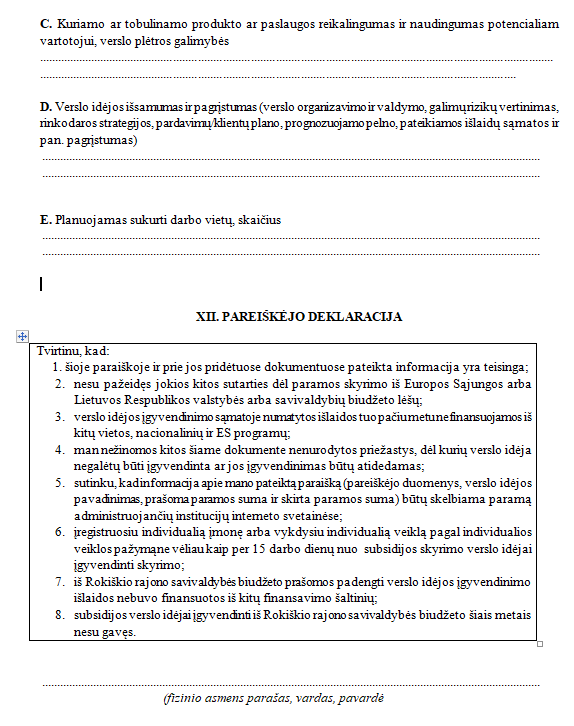 C. Kuriamo ar tobulinamo produkto ar paslaugos reikalingumas ir naudingumas potencialiam
vartotojui, verslo plėtros galimybės
D. Verslo idėjos išsamumas ir pagrįstumas (verslo organizavimo ir valdymo, galimų rizikų vertinimas,
rinkodaros strategijos, pardavimų/klientų plano, prognozuojamo pelno, pateikiamos išlaidų sąmatos ir
pan. pagrįstumas)
E. Planuojamas sukurti darbo vietų, skaičius
XII. PAREIŠKĖJO DEKLARACIJA
Tvirtinu, kad:
1. šioje paraiškoje ir prie jos pridėtuose dokumentuose pateikta informacija yra teisinga;
2. nesu pažeidęs jokios kitos sutarties dėl paramos skyrimo iš Europos Sąjungos arba
Lietuvos Respublikos valstybės arba savivaldybių biudžeto lėšų;
3. verslo idėjos įgyvendinimo sąmatoje numatytos išlaidos tuo pačiu metu nefinansuojamos iš
kitų vietos, nacionalinių ir ES programų;
4. man nežinomos kitos šiame dokumente nenurodytos priežastys, dėl kurių verslo idėja
negalėtų būti įgyvendinta ar jos įgyvendinimas būtų atidedamas;
5. sutinku, kad informacija apie mano pateiktą paraišką (pareiškėjo duomenys, verslo idėjos
pavadinimas, prašoma paramos suma ir skirta paramos suma) būtų skelbiama paramą
administruojančių institucijų interneto svetainėse;
6. įregistruosiu individualią įmonę arba vykdysiu individualią veiklą pagal individualios
veiklos pažymą ne vėliau kaip per 15 darbo dienų nuo subsidijos skyrimo verslo idėjai
įgyvendinti skyrimo;
7. iš Rokiškio rajono savivaldybės biudžeto prašomos padengti verslo idėjos įgyvendinimo
išlaidos nebuvo finansuotos iš kitų finansavimo šaltinių;
8. subsidijos verslo idėjai įgyvendinti iš Rokiškio rajono savivaldybės biudžeto šiais metais
nesu gavęs.
(fizinio asmens parašas, vardas, pavardė